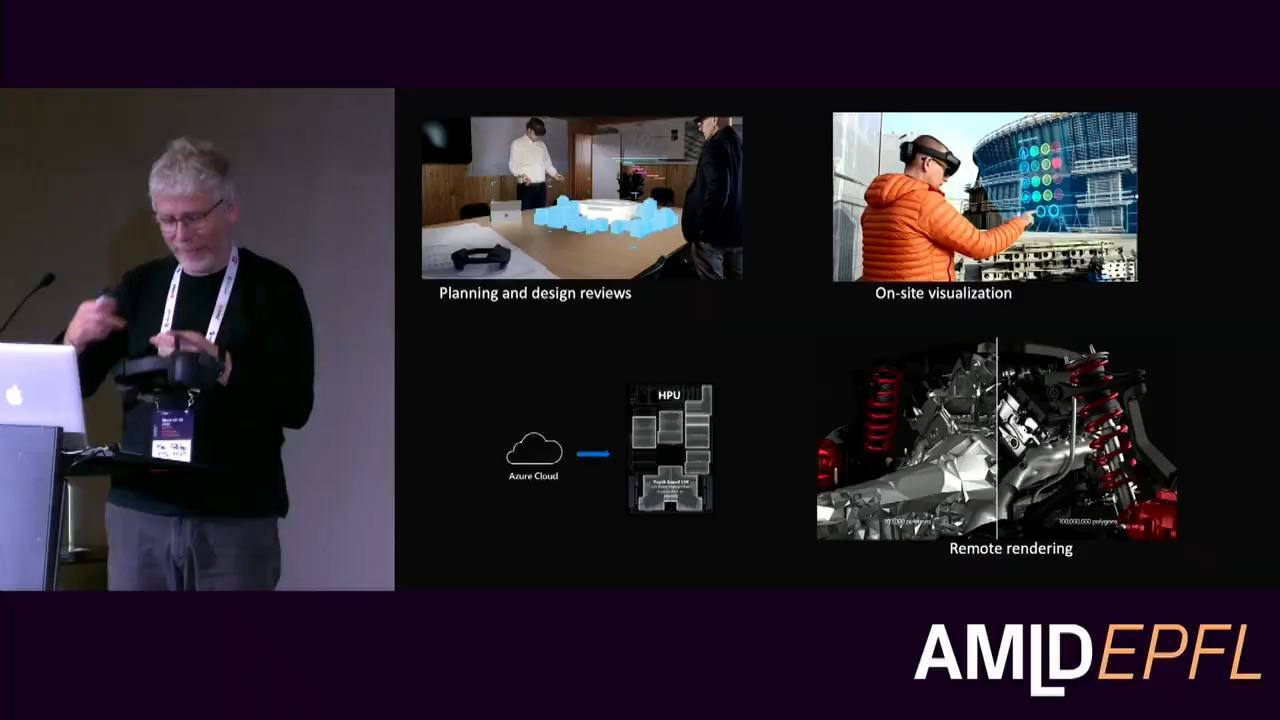 Planning and design reviews
On-site visualization
HPU
Azure Cloud
100,000,000 polygons
Remote rendering
AMLD EPFL